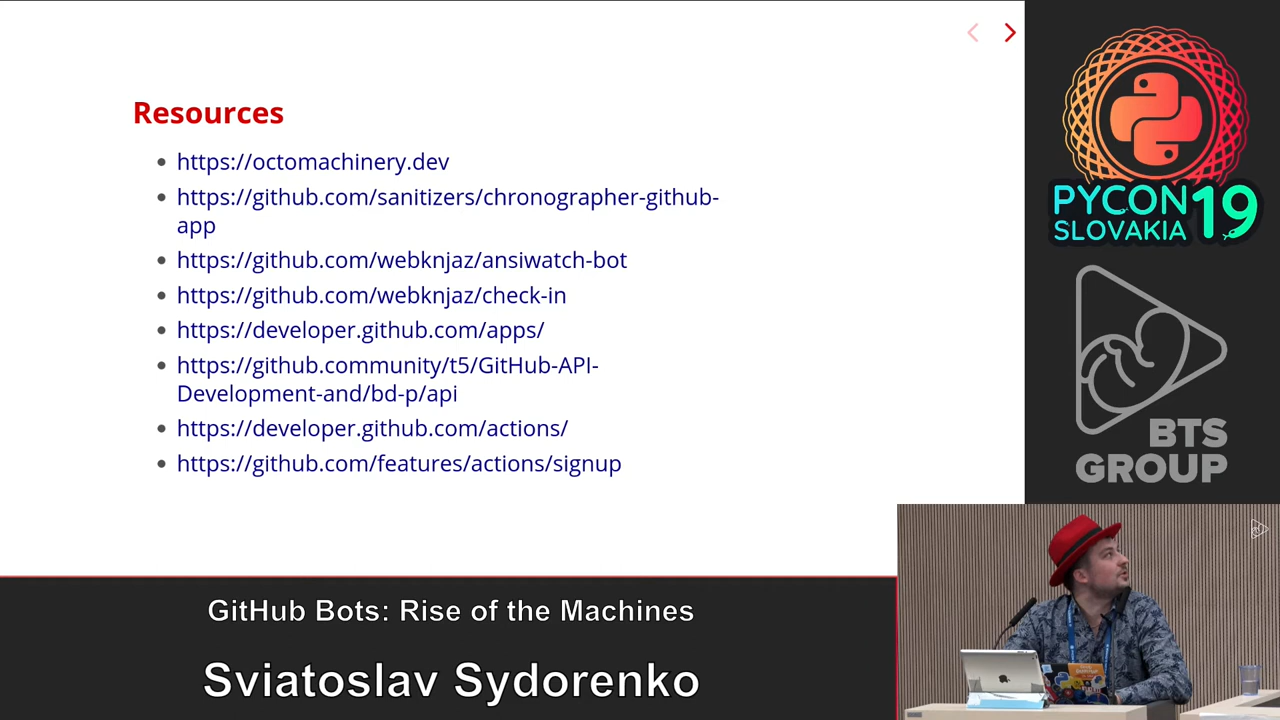 Resources
https://octomachinery.dev
https://github.com/sanitizers/chronographer-github-
app
https://github.com/webknjaz/ansiwatch-bot
https://github.com/webknjaz/check-in
https://developer.github.com/apps/
https://github.community/t5/GitHub-API-
Development-and/bd-p/api
https://developer.github.com/actions/
https://github.com/features/actions/signup
PYCON
SLOVAKIA
19
BTS
GROUP
GitHub Bots: Rise of the Machines
Sviatoslav Sydorenko